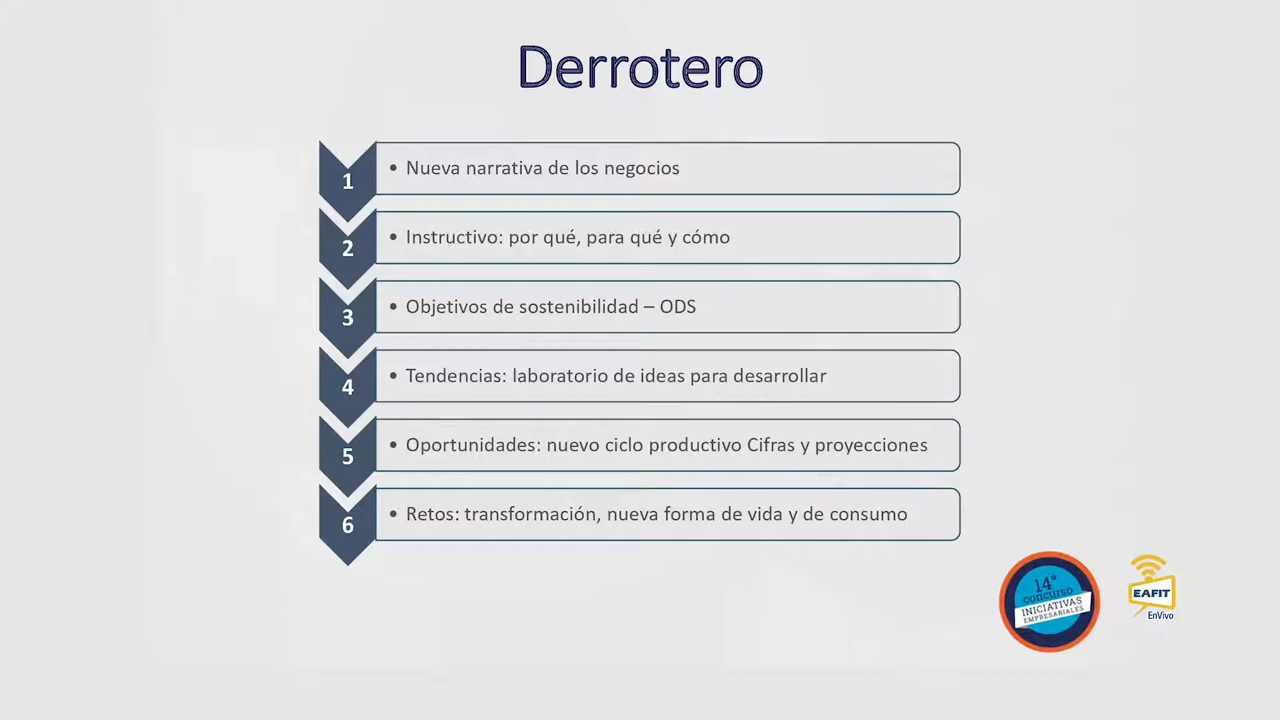 Derrotero
1
• Nueva narrativa de los negocios
2
• Instructivo: por qué, para qué y cómo
3
• Objetivos de sostenibilidad – ODS
4
• Tendencias: laboratorio de ideas para desarrollar
5
• Oportunidades: nuevo ciclo productivo Cifras y proyecciones
6
• Retos: transformación, nueva forma de vida y de consumo
14°
concurso
INICIATIVAS
EMPRESARIALES
EAFIT
EnVivo